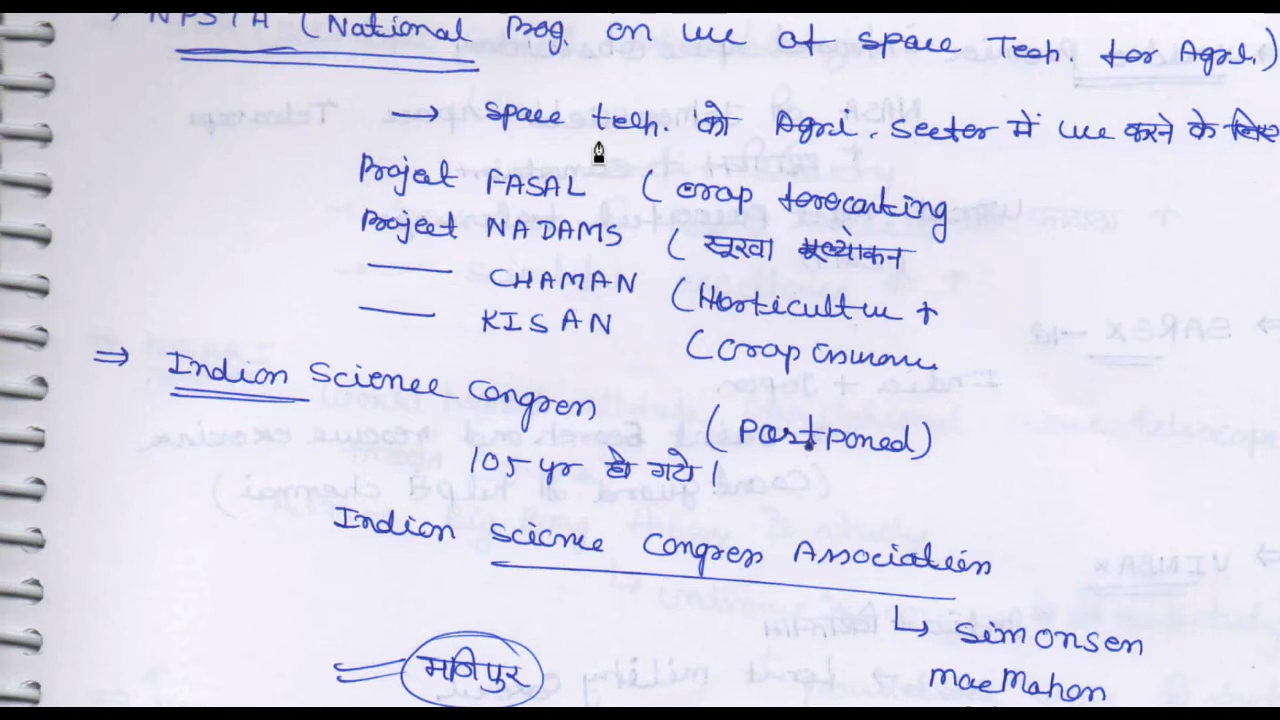 NPSTA (National Prog. on use of space Tech. for Agri.)
→ space tech. को Agri. sector में use करने के लिए
Project FASAL ( crop forecasting
Project NADAMS ( सूखा मूल्यांकन
—— CHAMAN (Horticulture +
—— KISAN (crop insurance
⇒ Indian Science Congress
(Postponed)
105 yr हो गये।
Indian Science Congress Association
↳ Simonsen
मणिपुर
MacMahon